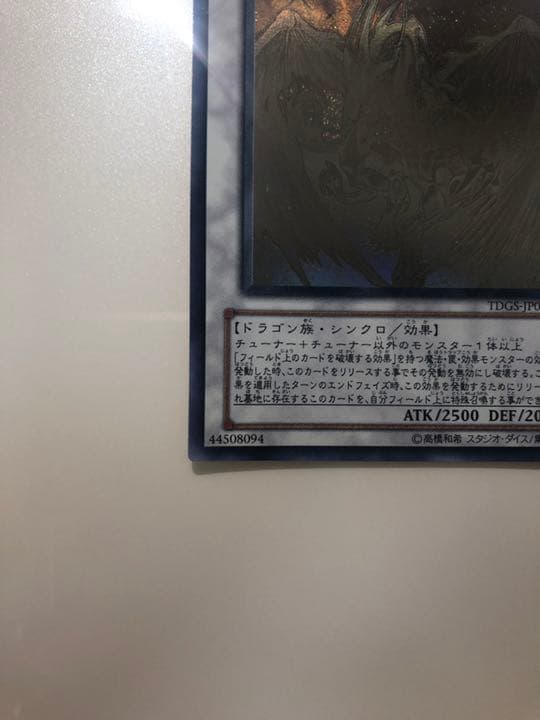 TDGS-JP0
【ドラゴン族・シンクロ／効果】
チューナー＋チューナー以外のモンスター1体以上
「フィールド上のカードを破壊する効果」を持つ魔法・罠・効果モンスターの効
発動した時、このカードをリリースする事でその発動を無効にし破壊する。こ
果を適用したターンのエンドフェイズ時、この効果を発動するためにリリー
れ墓地に存在するこのカードを、自分フィールド上に特殊召喚する事ができ
ATK/2500 DEF/20
44508094 ©高橋和希 スタジオ・ダイス/集